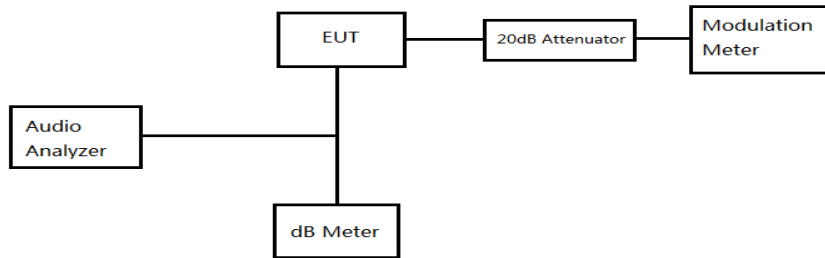 EUT
20dB Attenuator
Modulation
Meter
Audio
Analyzer
dB Meter